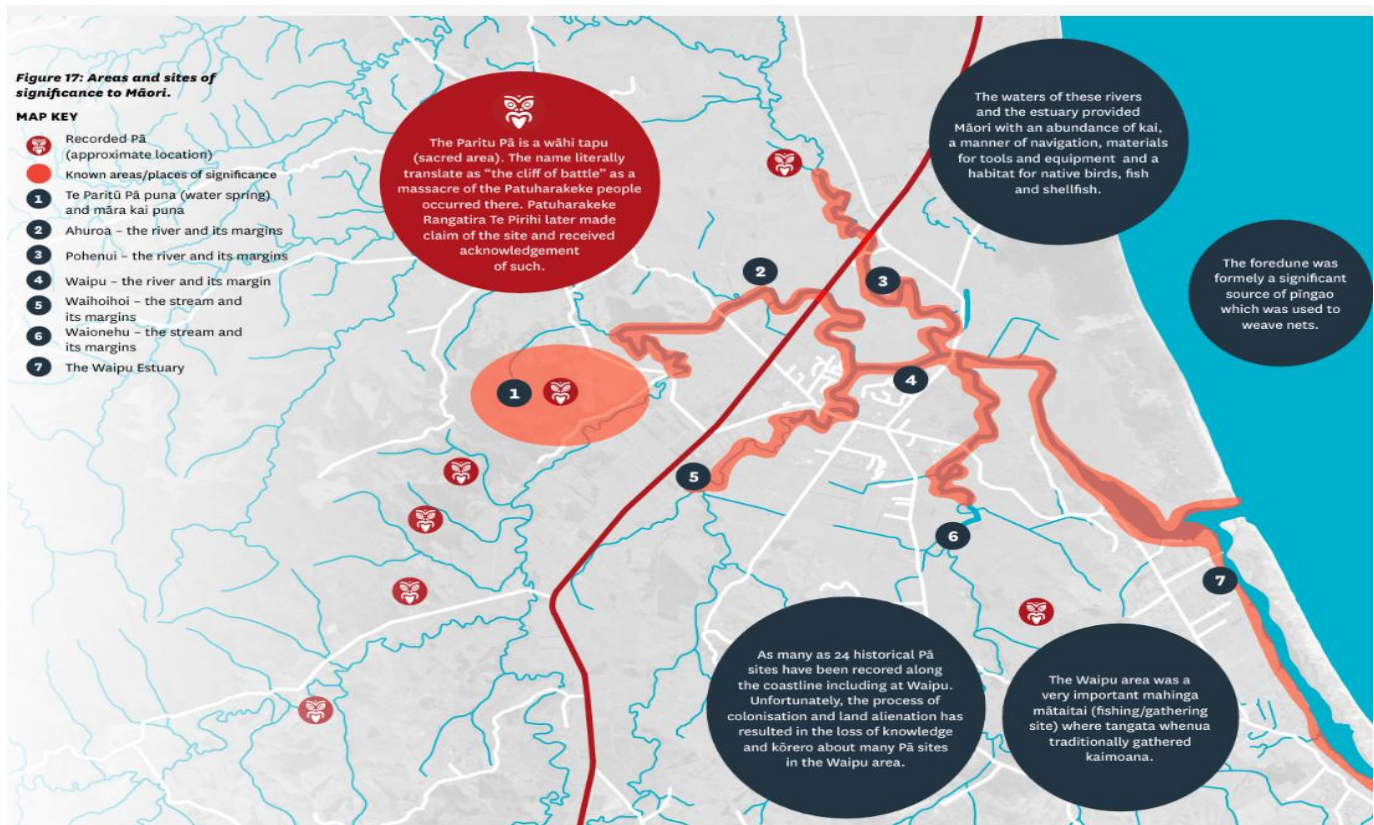 Figure 17: Areas and sites of
significance to Māori.
MAP KEY
Recorded Pā
(approximate location)
Known areas/places of significance
1 Te Paritū Pā puna (water spring)
and māra kai puna
2 Ahuroa – the river and its margins
3 Pohenui – the river and its margins
4 Waipu – the river and its margin
5 Waihoihoi – the stream and
its margins
6 Waionehu – the stream and
its margins
7 The Waipu Estuary
The Paritu Pā is a wāhi tapu
(sacred area). The name literally
translate as “the cliff of battle” as a
massacre of the Patuharakeke people
occurred there. Patuharakeke
Rangatira Te Pirihi later made
claim of the site and received
acknowledgement
of such.
The waters of these rivers
and the estuary provided
Māori with an abundance of kai,
a manner of navigation, materials
for tools and equipment and a
habitat for native birds, fish
and shellfish.
The foredune was
formely a significant
source of pīngao
which was used to
weave nets.
2
3
1
4
5
6
7
As many as 24 historical Pā
sites have been recored along
the coastline including at Waipu.
Unfortunately, the process of
colonisation and land alienation has
resulted in the loss of knowledge
and kōrero about many Pā sites
in the Waipu area.
The Waipu area was a
very important mahinga
mātaitai (fishing/gathering
site) where tangata whenua
traditionally gathered
kaimoana.